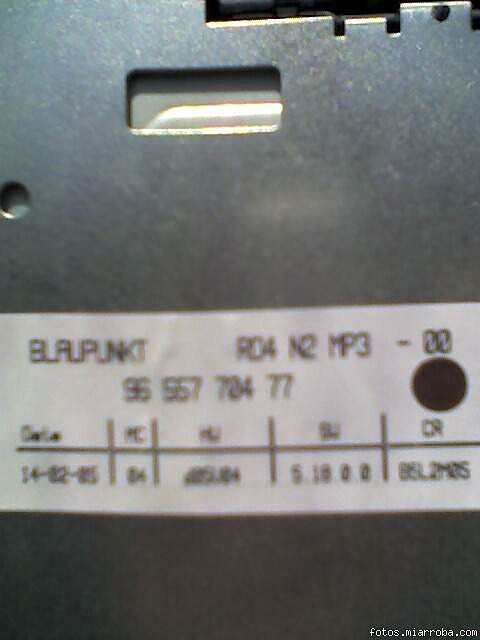 BLAUPUNKT RD4 N2 MP3 - 00
96 557 704 77
Date MC HW SW CR
14-02-05 04 5.18.0.0
fotos.miarroba.com